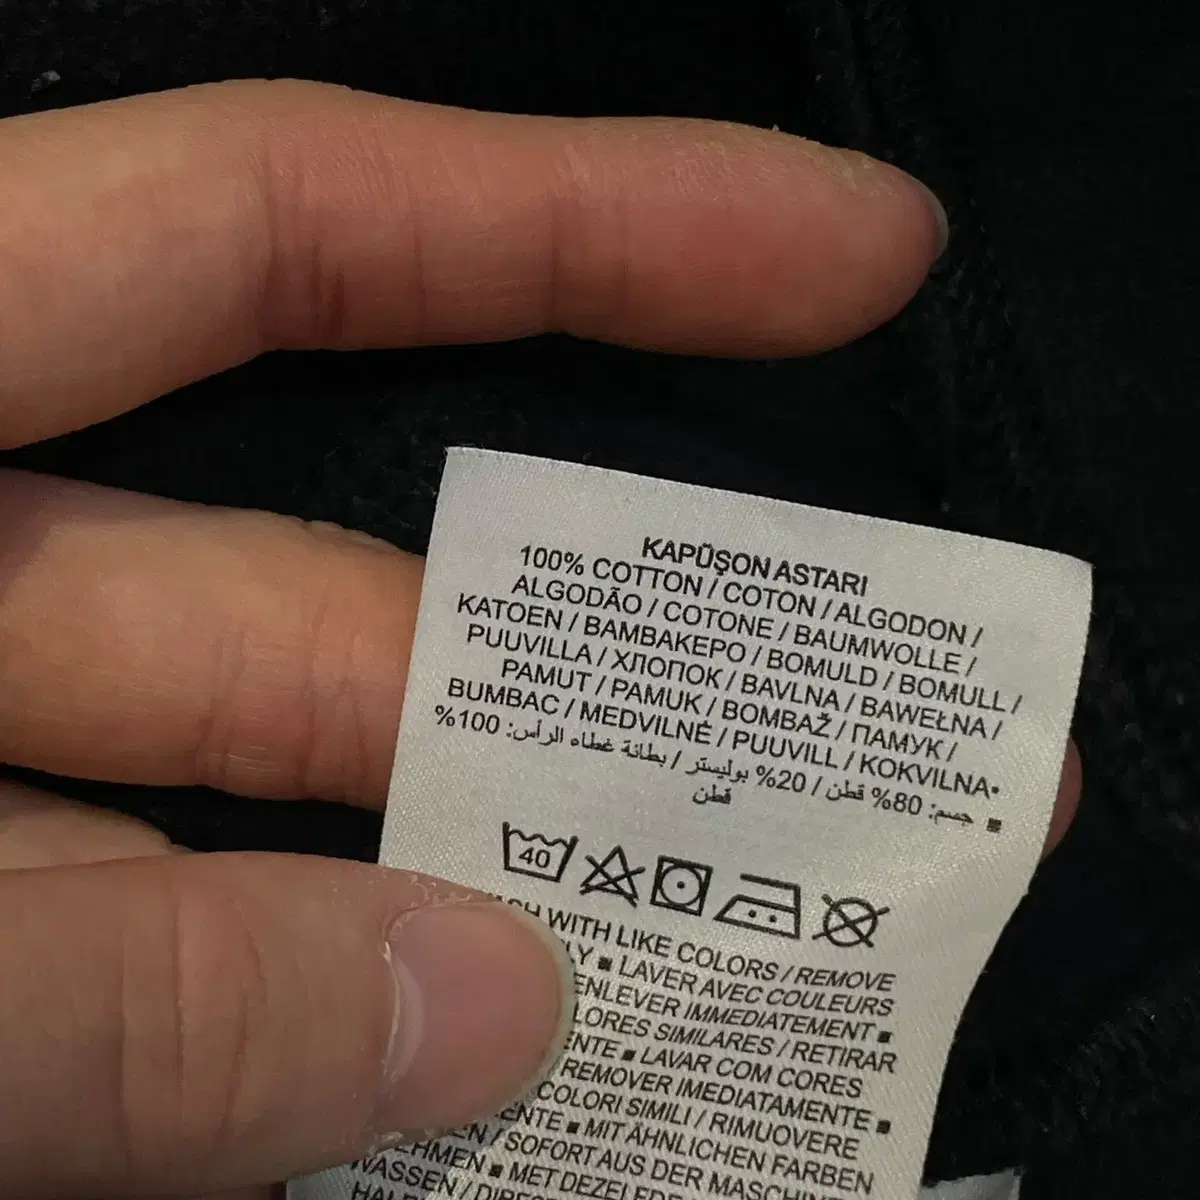 KAPÜŞON ASTARI
100% COTTON / COTON / ALGODON /
ALGODÃO / COTONE / BAUMWOLLE /
KATOEN / BAMBAKEPO / BOMULD / BOMULL /
PUUVILLA / ХЛОПОК / BAVLNA / BAWEŁNA /
PAMUT / PAMUK / BOMBAŽ / ПАМУК /
BUMBAC / MEDVILNĖ / PUUVILL / KOKVILNA•
■ جسم: 80% قطن / 20% بوليستر / بطانة غطاء الرأس: 100%
قطن
40
WITH LIKE COLORS / REMOVE
■ LAVER AVEC COULEURS
ENLEVER IMMEDIATEMENT ■
SIMILARES / RETIRAR
■ LAVAR COM CORES
/ REMOVER IMEDIATAMENTE ■
COLORI SIMILI / RIMUOVERE
■ MIT ÄHNLICHEN FARBEN
/ SOFORT AUS DER MASCHINE
■ MET DEZELFDE
WASSEN /